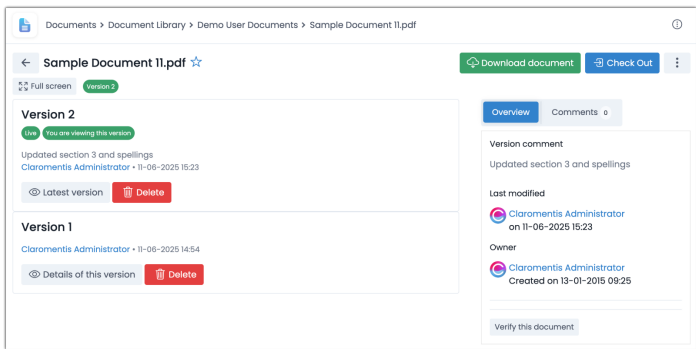 Documents > Document Library > Demo User Documents > Sample Document 11.pdf
Sample Document 11.pdf
Download document
Check Out
Full screen
Version 2
Version 2
Live
You are viewing this version
Updated section 3 and spellings
Claromentis Administrator • 11-06-2025 15:23
Latest version
Delete
Version 1
Claromentis Administrator • 11-06-2025 14:54
Details of this version
Delete
Overview
Comments 0
Version comment
Updated section 3 and spellings
Last modified
Claromentis Administrator
on 11-06-2025 15:23
Owner
Claromentis Administrator
Created on 13-01-2015 09:25
Verify this document